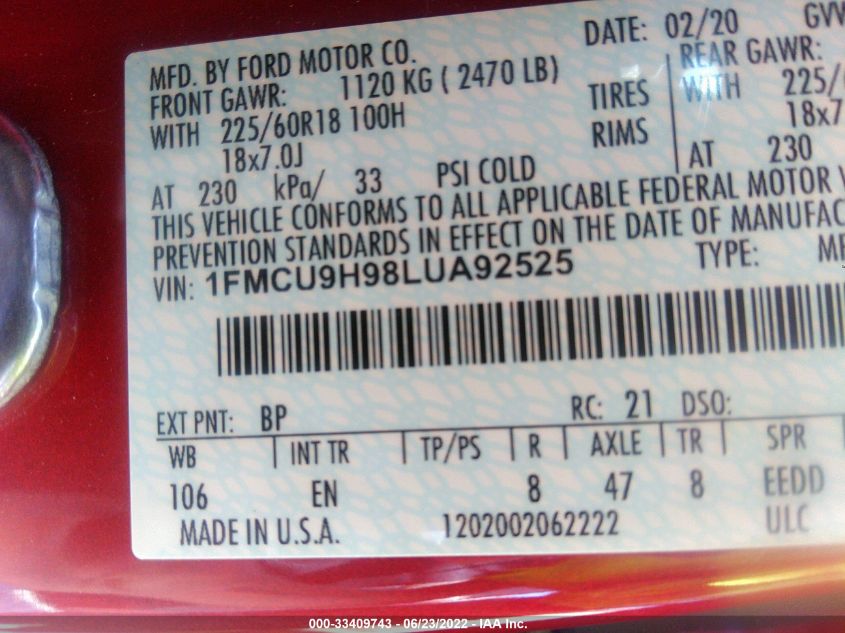 DATE: 02/20
MFD. BY FORD MOTOR CO.
FRONT GAWR: 1120 KG ( 2470 LB)
REAR GAWR:
WITH 225/60R18 100H TIRES
WITH
18x7.0J RIMS
AT 230 kPa/ 33 PSI COLD
AT 230
THIS VEHICLE CONFORMS TO ALL APPLICABLE FEDERAL MOTOR
PREVENTION STANDARDS IN EFFECT ON THE DATE OF
VIN: 1FMCU9H98LUA92525 TYPE:
EXT PNT: BP RC: 21 DSO:
WB INT TR TP/PS R AXLE TR SPR
106 EN 8 47 8 EEDD
MADE IN U.S.A. 1202002062222 ULC
000-33409743 - 06/23/2022 - IAA Inc.